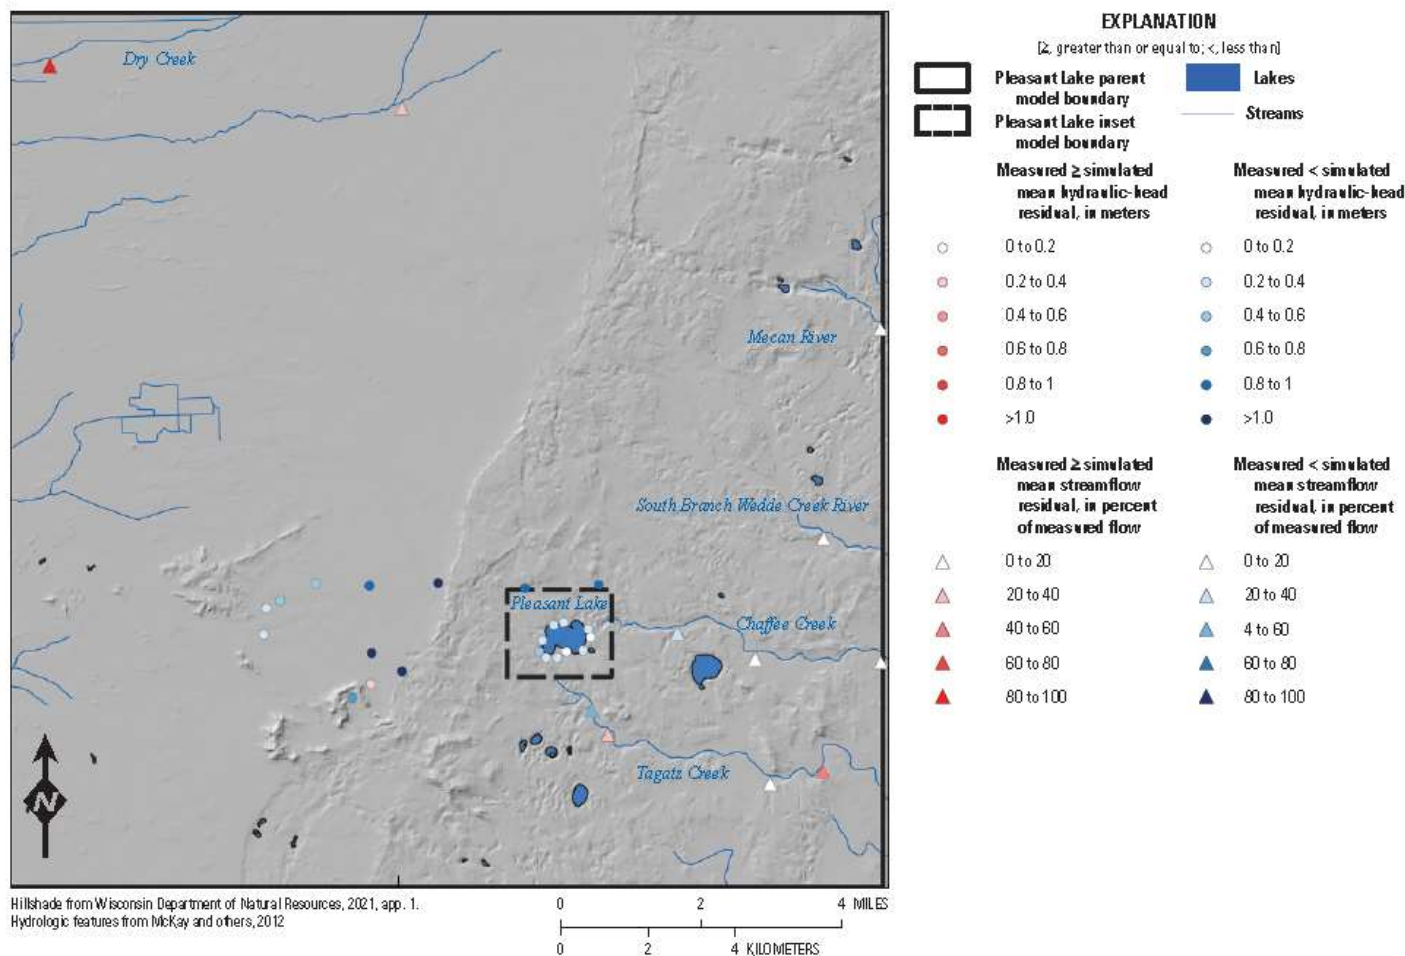 Dry Creek
Mecan River
South Branch Wedde Creek River
Pleasant Lake
Chaffee Creek
Tagatz Creek
N
Hillshade from Wisconsin Department of Natural Resources, 2021, app. 1.
Hydrologic features from McKay and others, 2012
0 2 4 MILES
0 2 4 KILOMETERS
EXPLANATION
[≥, greater than or equal to; <, less than]
Pleasant Lake parent
model boundary
Pleasant Lake inset
model boundary
Lakes
Streams
Measured ≥ simulated
mean hydraulic-head
residual, in meters
0 to 0.2
0.2 to 0.4
0.4 to 0.6
0.6 to 0.8
0.8 to 1
>1.0
Measured < simulated
mean hydraulic-head
residual, in meters
0 to 0.2
0.2 to 0.4
0.4 to 0.6
0.6 to 0.8
0.8 to 1
>1.0
Measured ≥ simulated
mean streamflow
residual, in percent
of measured flow
0 to 20
20 to 40
40 to 60
60 to 80
80 to 100
Measured < simulated
mean streamflow
residual, in percent
of measured flow
0 to 20
20 to 40
4 to 60
60 to 80
80 to 100